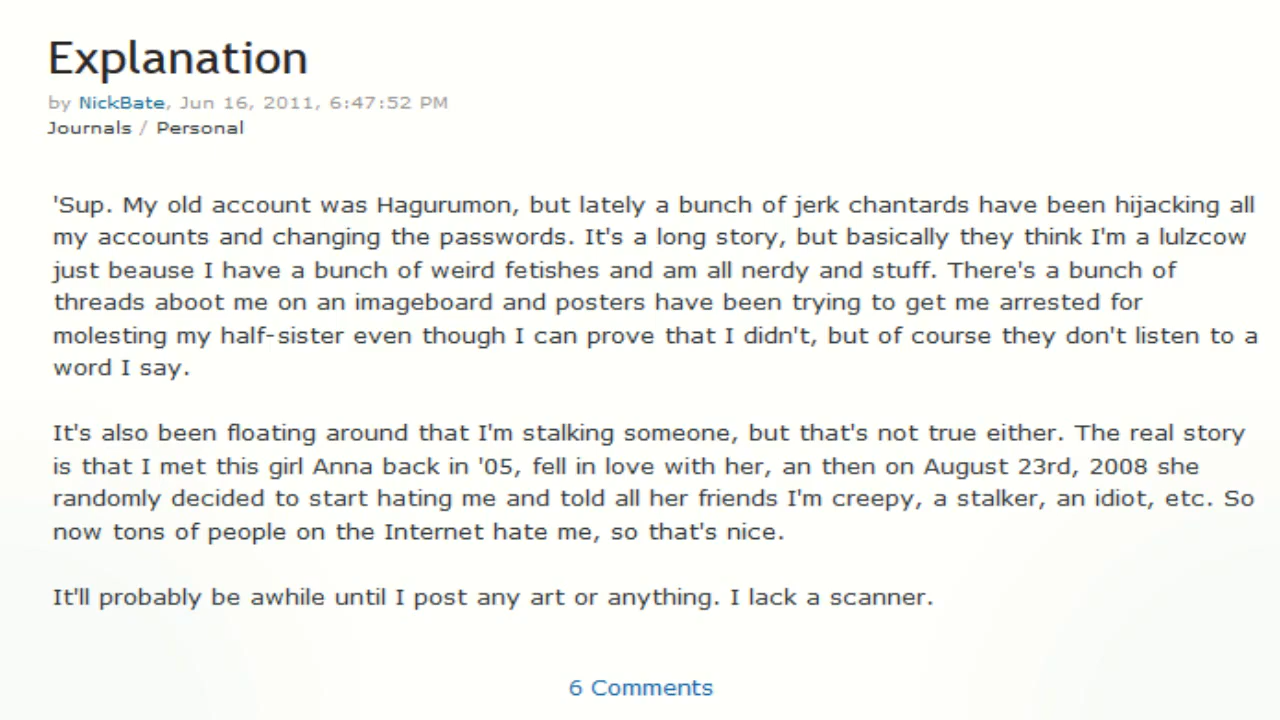 Explanation
by NickBate, Jun 16, 2011, 6:47:52 PM
Journals / Personal
'Sup. My old account was Hagurumon, but lately a bunch of jerk chantards have been hijacking all
my accounts and changing the passwords. It's a long story, but basically they think I'm a lulzcow
just beause I have a bunch of weird fetishes and am all nerdy and stuff. There's a bunch of
threads aboot me on an imageboard and posters have been trying to get me arrested for
molesting my half-sister even though I can prove that I didn't, but of course they don't listen to a
word I say.
It's also been floating around that I'm stalking someone, but that's not true either. The real story
is that I met this girl Anna back in '05, fell in love with her, an then on August 23rd, 2008 she
randomly decided to start hating me and told all her friends I'm creepy, a stalker, an idiot, etc. So
now tons of people on the Internet hate me, so that's nice.
It'll probably be awhile until I post any art or anything. I lack a scanner.
6 Comments